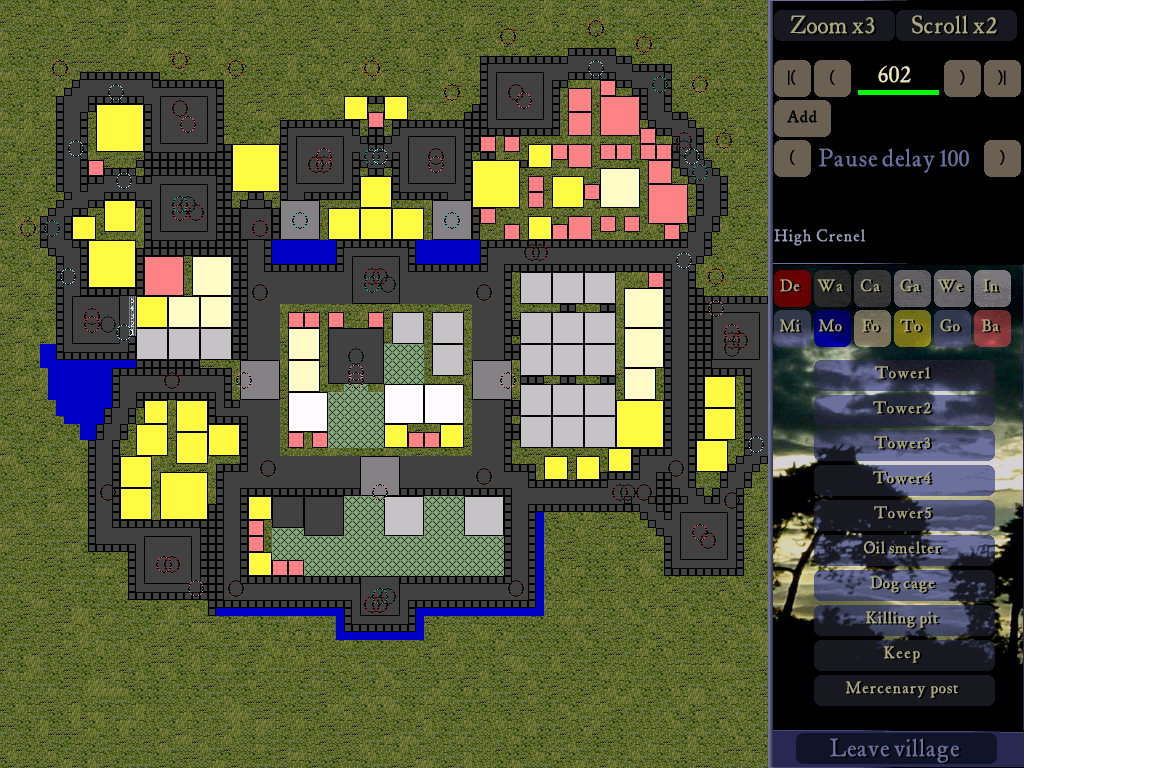 Zoom x3 Scroll x2
|( ( 602 ) )|
Add
( Pause delay 100 )
High Crenel
De Wa Ca Ga We In
Mi Mo Fo To Go Ba
Tower1
Tower2
Tower3
Tower4
Tower5
Oil smelter
Dog cage
Killing pit
Keep
Mercenary post
Leave village